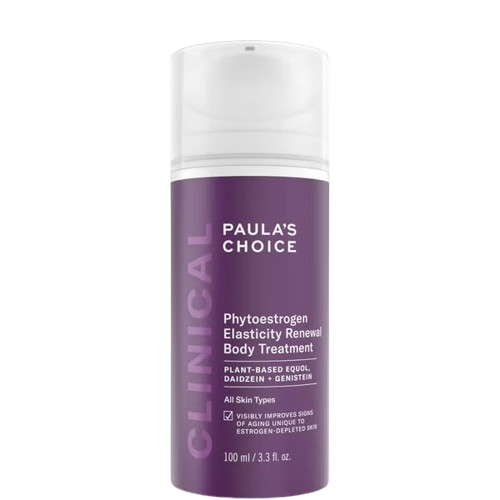 CLINICAL
PAULA'S
CHOICE
Phytoestrogen
Elasticity Renewal
Body Treatment
PLANT-BASED EQUOL,
DAIDZEIN + GENISTEIN
All Skin Types
VISIBLY IMPROVES SIGNS
OF AGING UNIQUE TO
ESTROGEN-DEPLETED SKIN
100 ml / 3.3 fl. oz.